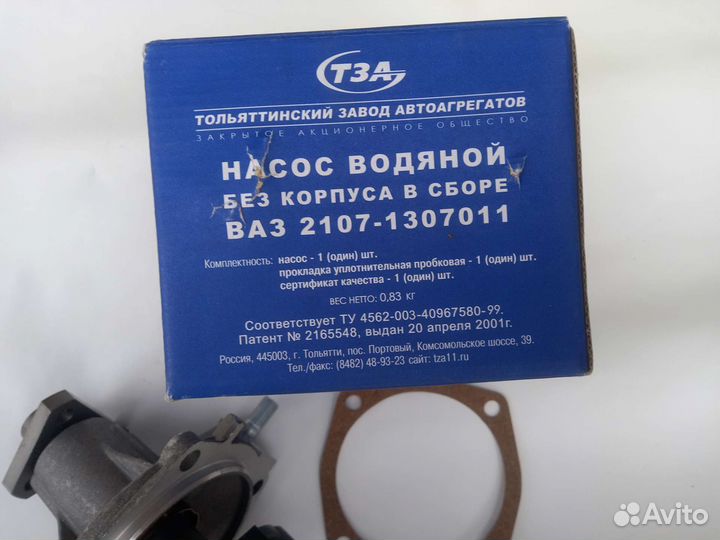 ТЗА
ТОЛЬЯТТИНСКИЙ ЗАВОД АВТОАГРЕГАТОВ
ЗАКРЫТОЕ АКЦИОНЕРНОЕ ОБЩЕСТВО
НАСОС ВОДЯНОЙ
БЕЗ КОРПУСА В СБОРЕ
ВАЗ 2107-1307011
Комплектность: насос - 1 (один) шт.
прокладка уплотнительная пробковая - 1 (один) шт.
сертификат качества - 1 (один) шт.
ВЕС НЕТТО: 0,83 КГ
Соответствует ТУ 4562-003-40967580-99.
Патент № 2165548, выдан 20 апреля 2001г.
Россия, 445003, г. Тольятти, пос. Портовый, Комсомольское шоссе, 39.
Тел./факс: (8482) 48-93-23 сайт: tza11.ru
Avito